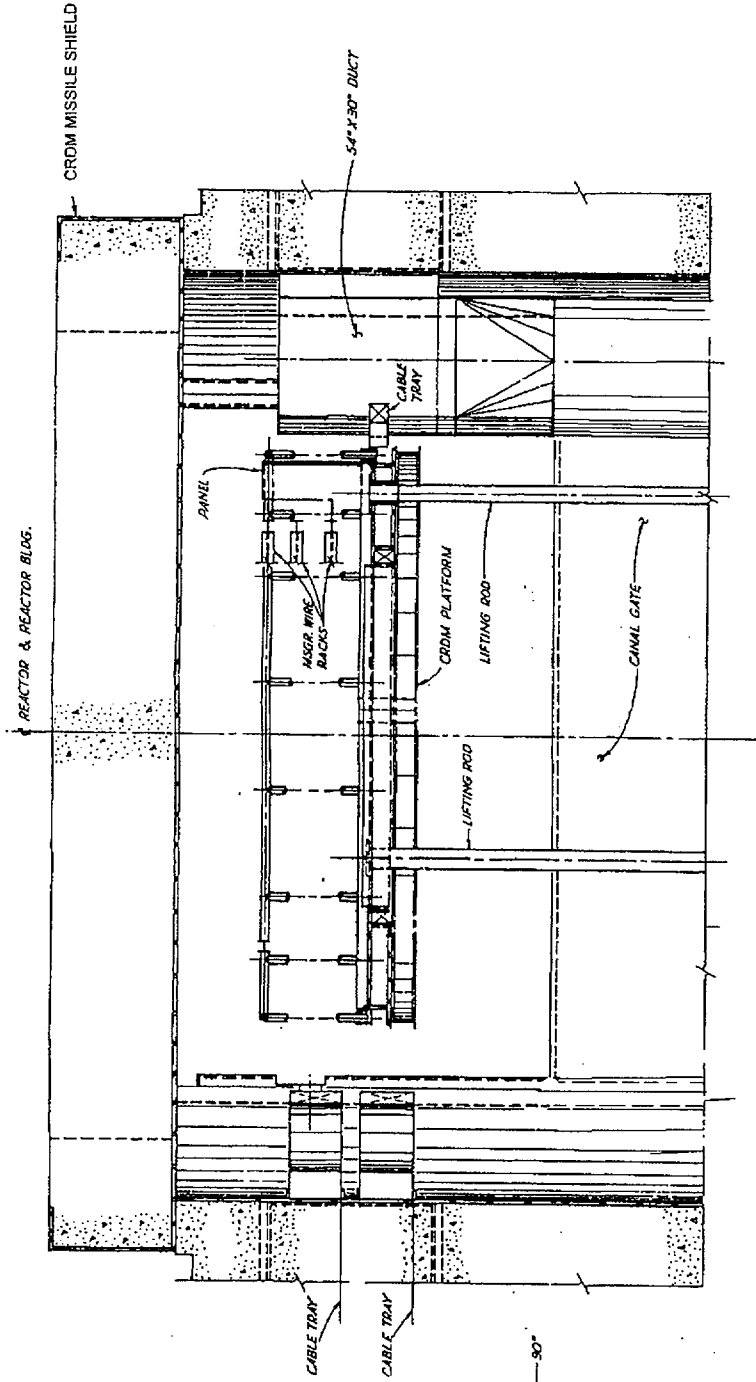 CRDM MISSILE SHIELD
54" X 30" DUCT
℄ REACTOR & REACTOR BLDG.
PANEL
CABLE
TRAY
MSGR. WIRE
RACKS
CRDM PLATFORM
LIFTING ROD
CANAL GATE
LIFTING ROD
CABLE TRAY
CABLE TRAY
90°